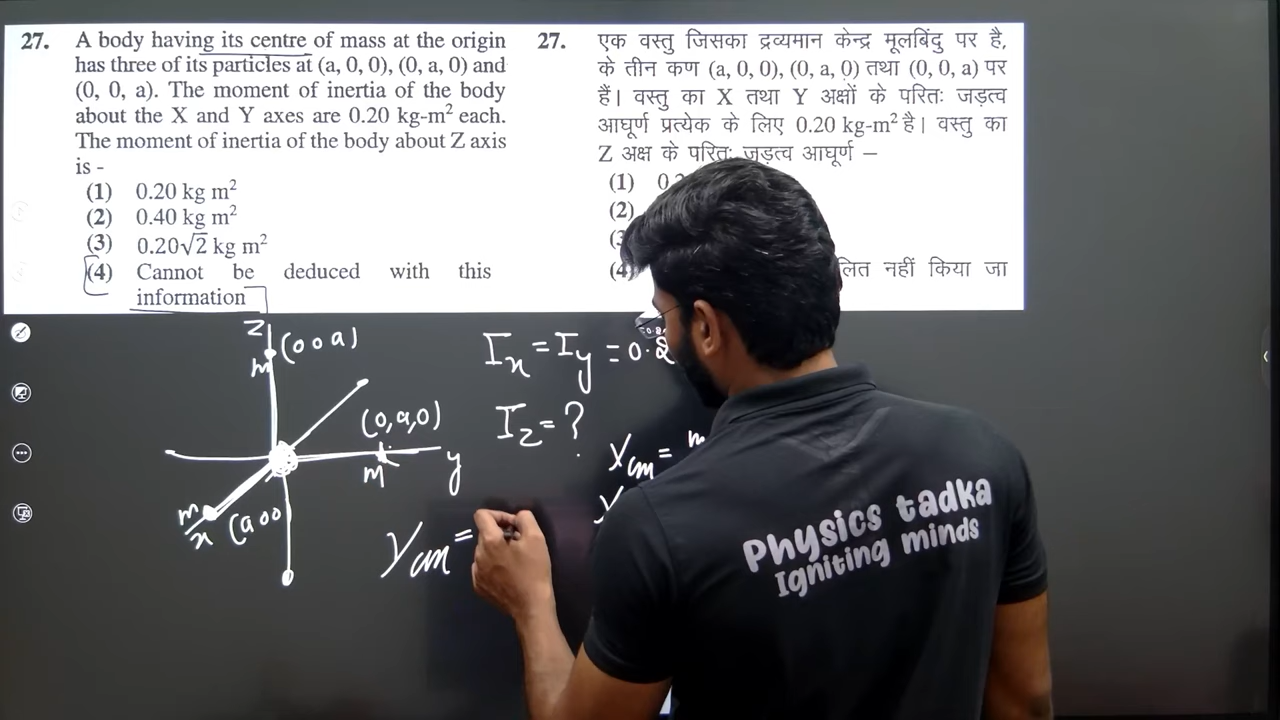 27. A body having its centre of mass at the origin
has three of its particles at (a, 0, 0), (0, a, 0) and
(0, 0, a). The moment of inertia of the body
about the X and Y axes are 0.20 kg-m² each.
The moment of inertia of the body about Z axis
is -
(1) 0.20 kg m²
(2) 0.40 kg m²
(3) 0.20√2 kg m²
(4) Cannot be deduced with this
information
27. एक वस्तु जिसका द्रव्यमान केन्द्र मूलबिंदु पर है,
के तीन कण (a, 0, 0), (0, a, 0) तथा (0, 0, a) पर
हैं। वस्तु का X तथा Y अक्षों के परितः जड़त्व
आघूर्ण प्रत्येक के लिए 0.20 kg-m² है। वस्तु का
Z अक्ष के परितः जड़त्व आघूर्ण –
(1)
(2)
(4) नहीं किया जा
Z
(0 0 a)
m
(0, a, 0)
m
y
m
x (a 0 0
Ix = Iy = 0.2
Iz = ?
Xcm = m
Ycm =
Physics tadka
Igniting minds